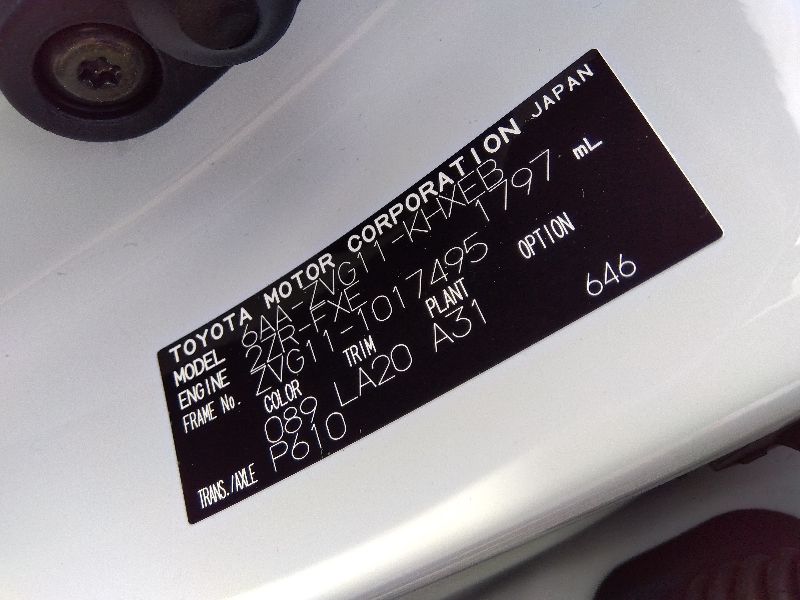 TOYOTA MOTOR CORPORATION JAPAN
MODEL 6AA-ZVG11-KHXEB
ENGINE 2ZR-FXE 1797 mL
FRAME No. ZVG11-1017495
COLOR TRIM PLANT OPTION
089 LA20 A31 646
TRANS./AXLE P610